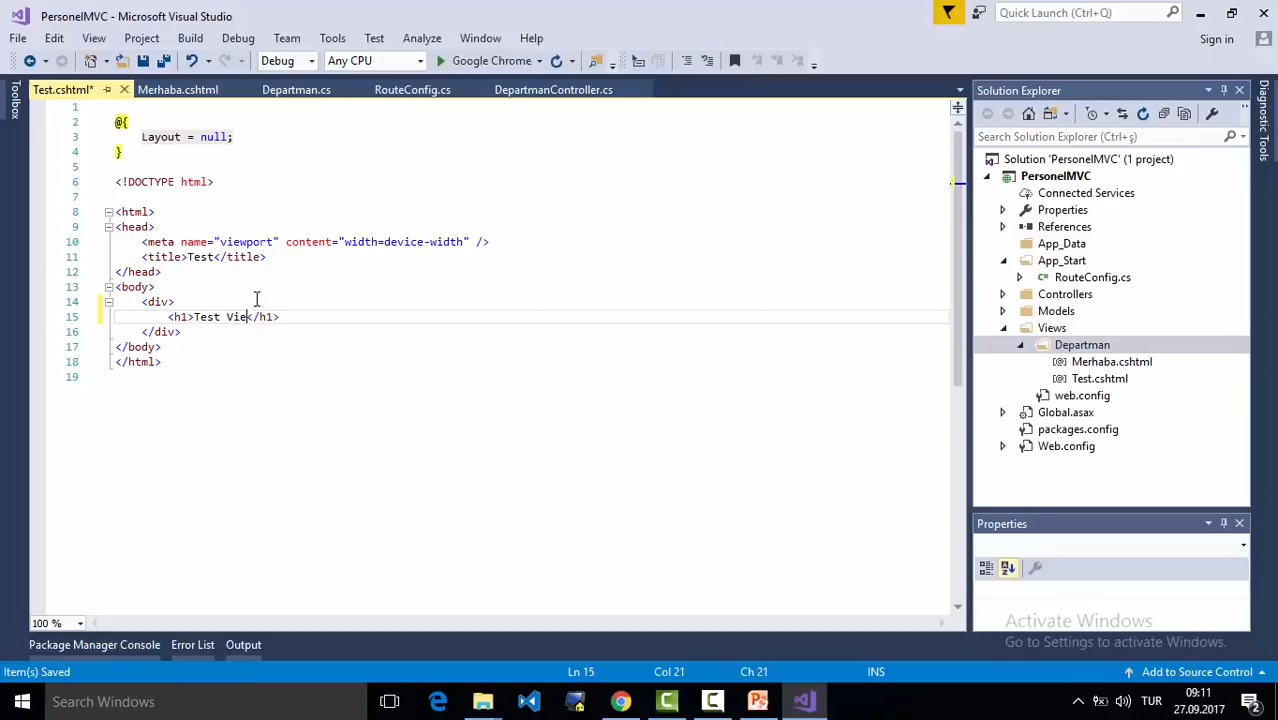 PersonelMVC - Microsoft Visual Studio
Quick Launch (Ctrl+Q)
File Edit View Project Build Debug Team Tools Test Analyze Window Help
Sign in
Debug Any CPU Google Chrome
Toolbox
Test.cshtml* Merhaba.cshtml Departman.cs RouteConfig.cs DepartmanController.cs
1
2 @{
3 Layout = null;
4 }
5
6 <!DOCTYPE html>
7
8 <html>
9 <head>
10 <meta name="viewport" content="width=device-width" />
11 <title>Test</title>
12 </head>
13 <body>
14 <div>
15 <h1>Test Vie</h1>
16 </div>
17 </body>
18 </html>
19
100 %
Solution Explorer
Search Solution Explorer (Ctrl+ş)
Solution 'PersonelMVC' (1 project)
PersonelMVC
Connected Services
Properties
References
App_Data
App_Start
RouteConfig.cs
Controllers
Models
Views
Departman
Merhaba.cshtml
Test.cshtml
web.config
Global.asax
packages.config
Web.config
Properties
Diagnostic Tools
Activate Windows
Go to Settings to activate Windows.
Package Manager Console Error List Output
Item(s) Saved Ln 15 Col 21 Ch 21 INS Add to Source Control
Search Windows
TUR 09:11
27.09.2017
2